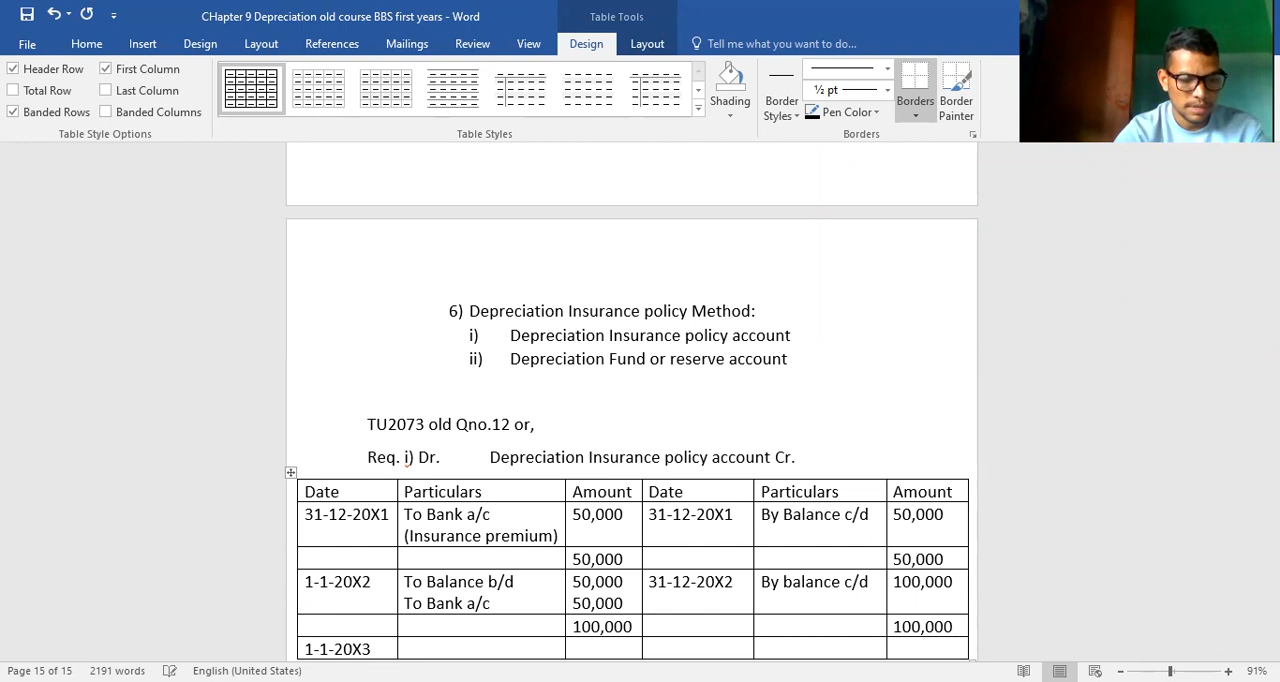 CHapter 9 Depreciation old course BBS first years - Word
Table Tools
File Home Insert Design Layout References Mailings Review View Design Layout Tell me what you want to do...
Header Row First Column
Total Row Last Column
Banded Rows Banded Columns
Table Style Options
Table Styles
Shading
Border Styles
½ pt
Pen Color
Borders
Border Painter
Borders
6) Depreciation Insurance policy Method:
i) Depreciation Insurance policy account
ii) Depreciation Fund or reserve account
TU2073 old Qno.12 or,
Req. i) Dr. Depreciation Insurance policy account Cr.
Date Particulars Amount Date Particulars Amount
31-12-20X1 To Bank a/c 50,000 31-12-20X1 By Balance c/d 50,000
(Insurance premium)
50,000 50,000
1-1-20X2 To Balance b/d 50,000 31-12-20X2 By balance c/d 100,000
To Bank a/c 50,000
100,000 100,000
1-1-20X3
Page 15 of 15 2191 words English (United States) 91%